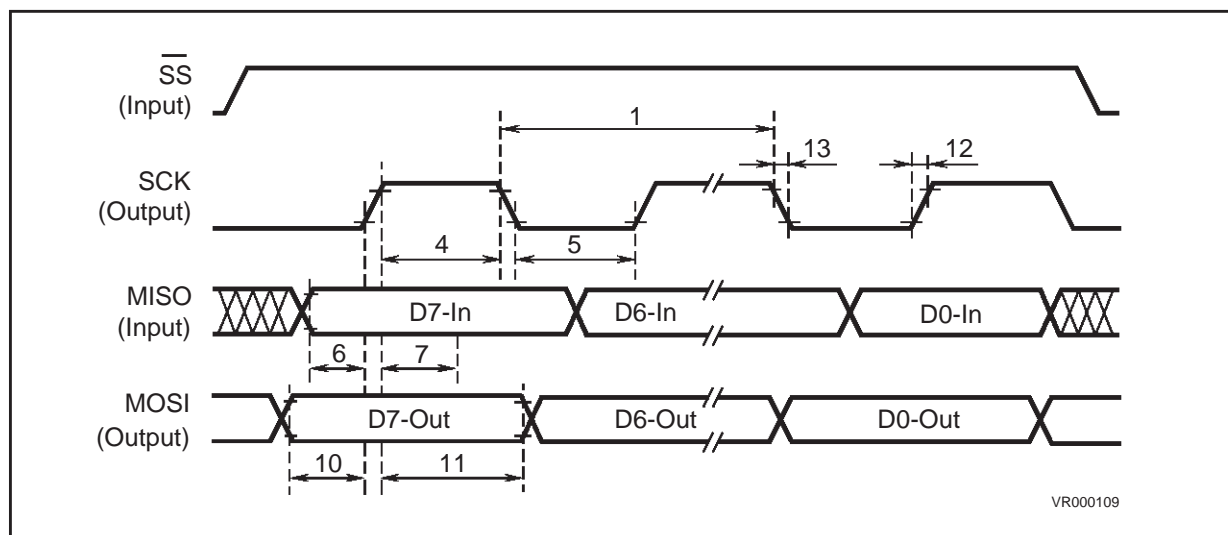 SS
(Input)
1
13
12
SCK
(Output)
4
5
MISO
(Input)
D7-In
D6-In
D0-In
6
7
MOSI
(Output)
D7-Out
D6-Out
D0-Out
10
11
VR000109